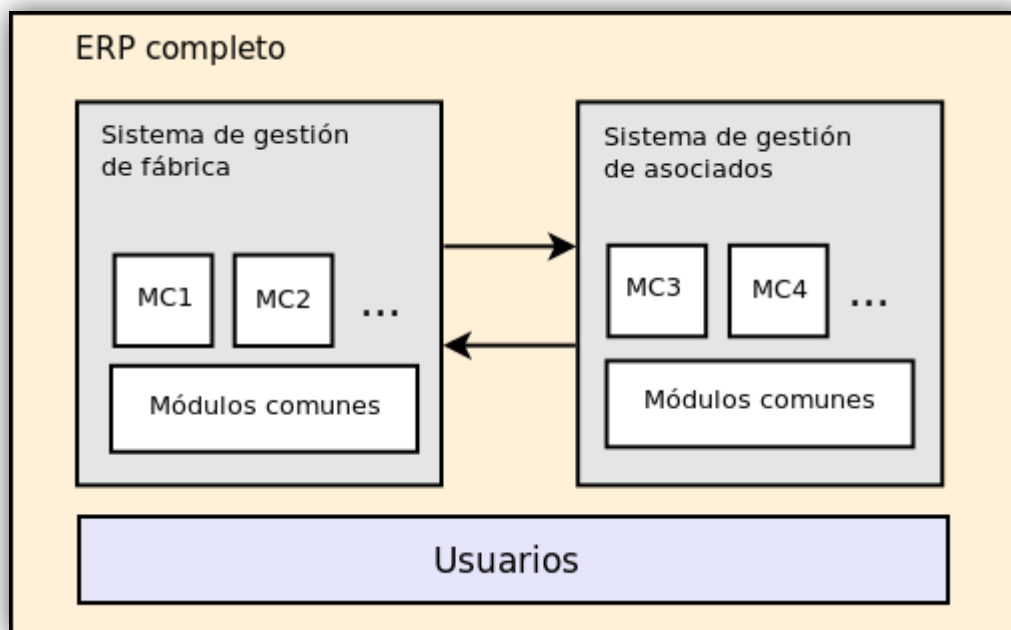 ERP completo
Sistema de gestión
de fábrica
MC1
MC2
...
Módulos comunes
Sistema de gestión
de asociados
MC3
MC4
...
Módulos comunes
Usuarios